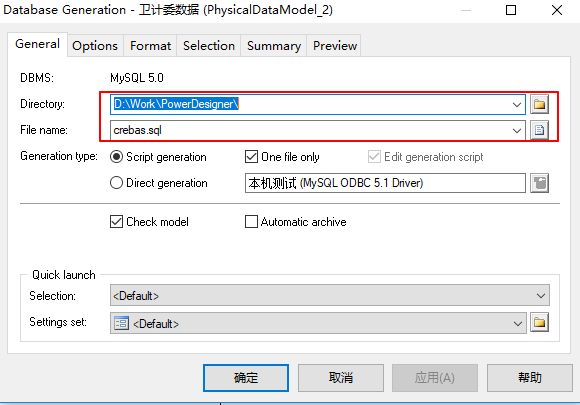 Database Generation - 卫计委数据 (PhysicalDataModel_2)
General Options Format Selection Summary Preview
DBMS: MySQL 5.0
Directory: D:\Work\PowerDesigner\
File name: crebas.sql
Generation type: Script generation One file only Edit generation script
Direct generation 本机测试 (MySQL ODBC 5.1 Driver)
Check model Automatic archive
Quick launch
Selection: <Default>
Settings set: <Default>
确定 取消 应用(A) 帮助